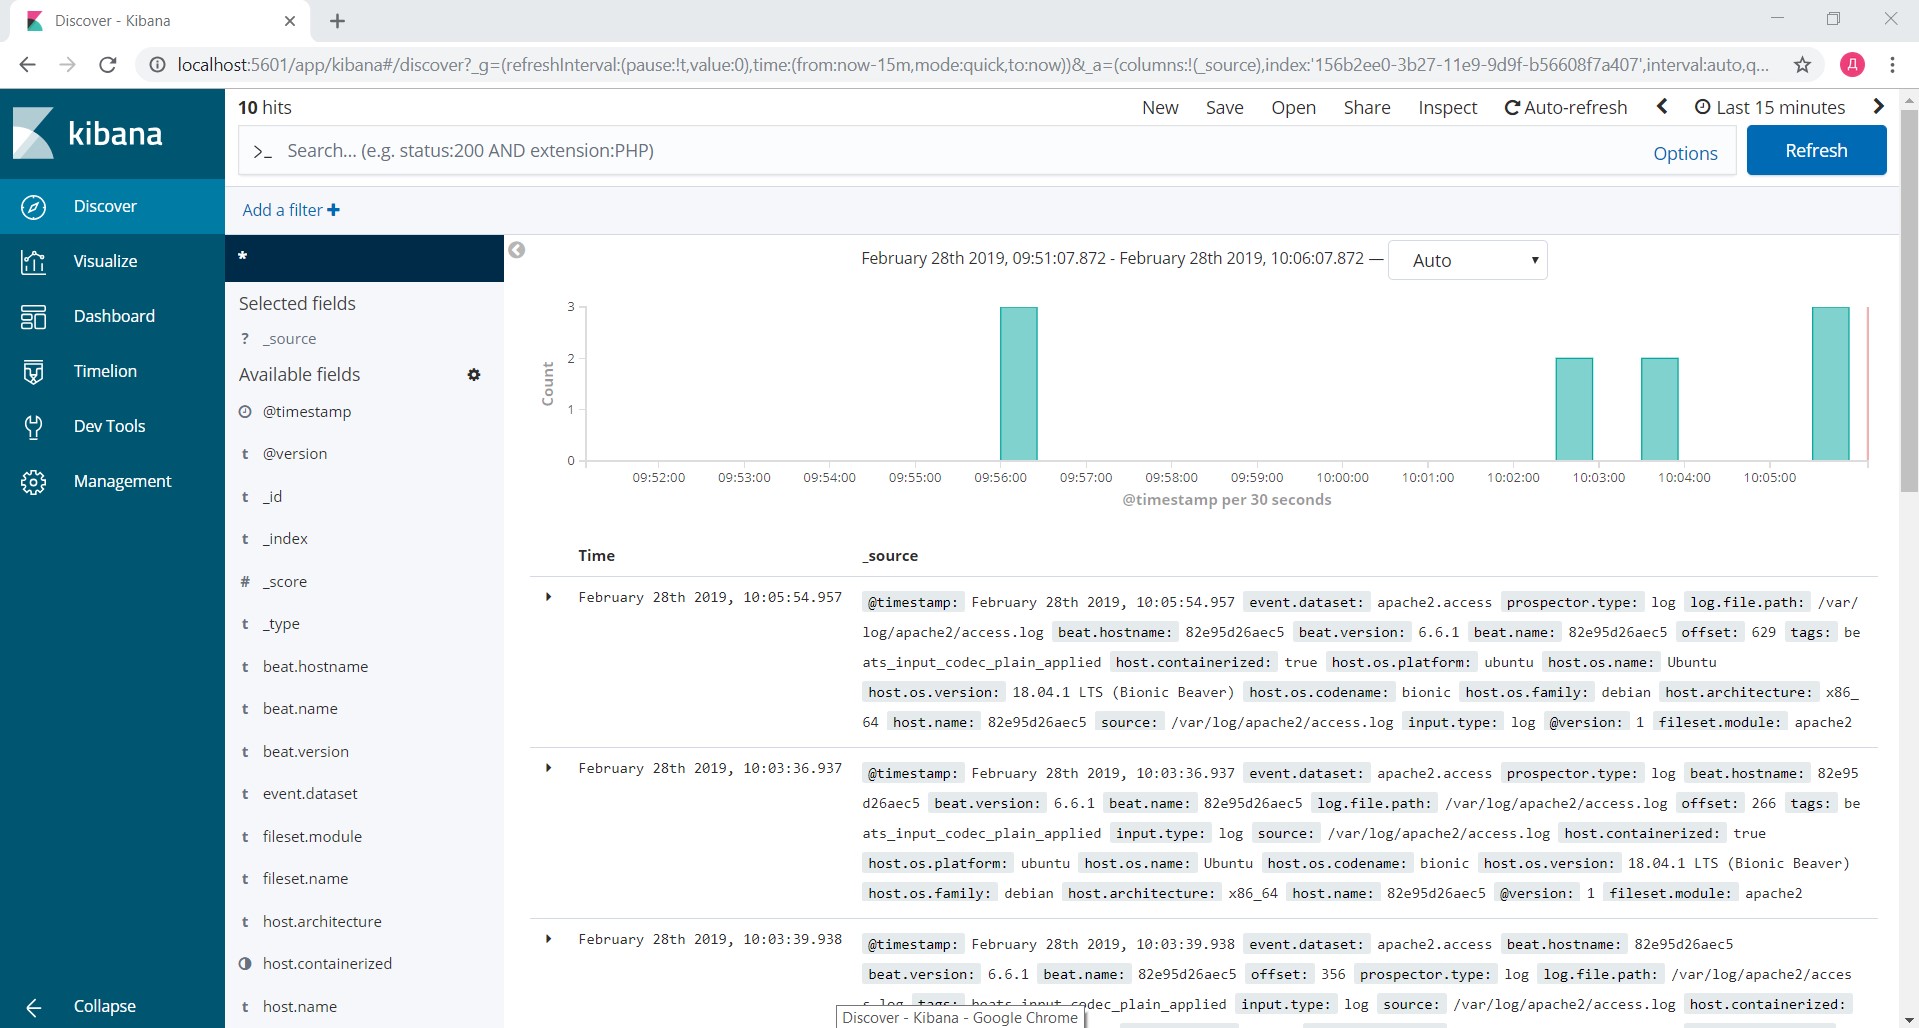 Discover - Kibana
localhost:5601/app/kibana#/discover?_g=(refreshInterval:(pause:!t,value:0),time:(from:now-15m,mode:quick,to:now))&_a=(columns:!(_source),index:'156b2ee0-3b27-11e9-9d9f-b56608f7a407',interval:auto,q...
Д
kibana
Discover
Visualize
Dashboard
Timelion
Dev Tools
Management
Collapse
10 hits
New Save Open Share Inspect Auto-refresh Last 15 minutes
>_ Search... (e.g. status:200 AND extension:PHP)
Options
Refresh
Add a filter +
*
Selected fields
? _source
Available fields
@timestamp
t @version
t _id
t _index
# _score
t _type
t beat.hostname
t beat.name
t beat.version
t event.dataset
t fileset.module
t fileset.name
t host.architecture
host.containerized
t host.name
February 28th 2019, 09:51:07.872 - February 28th 2019, 10:06:07.872 —
Auto
Count
3
2
1
0
09:52:00 09:53:00 09:54:00 09:55:00 09:56:00 09:57:00 09:58:00 09:59:00 10:00:00 10:01:00 10:02:00 10:03:00 10:04:00 10:05:00
@timestamp per 30 seconds
Time _source
February 28th 2019, 10:05:54.957
@timestamp: February 28th 2019, 10:05:54.957 event.dataset: apache2.access prospector.type: log log.file.path: /var/
log/apache2/access.log beat.hostname: 82e95d26aec5 beat.version: 6.6.1 beat.name: 82e95d26aec5 offset: 629 tags: be
ats_input_codec_plain_applied host.containerized: true host.os.platform: ubuntu host.os.name: Ubuntu
host.os.version: 18.04.1 LTS (Bionic Beaver) host.os.codename: bionic host.os.family: debian host.architecture: x86_
64 host.name: 82e95d26aec5 source: /var/log/apache2/access.log input.type: log @version: 1 fileset.module: apache2
February 28th 2019, 10:03:36.937
@timestamp: February 28th 2019, 10:03:36.937 event.dataset: apache2.access prospector.type: log beat.hostname: 82e95
d26aec5 beat.version: 6.6.1 beat.name: 82e95d26aec5 log.file.path: /var/log/apache2/access.log offset: 266 tags: be
ats_input_codec_plain_applied input.type: log source: /var/log/apache2/access.log host.containerized: true
host.os.platform: ubuntu host.os.name: Ubuntu host.os.codename: bionic host.os.version: 18.04.1 LTS (Bionic Beaver)
host.os.family: debian host.architecture: x86_64 host.name: 82e95d26aec5 @version: 1 fileset.module: apache2
February 28th 2019, 10:03:39.938
@timestamp: February 28th 2019, 10:03:39.938 event.dataset: apache2.access beat.hostname: 82e95d26aec5
beat.version: 6.6.1 beat.name: 82e95d26aec5 offset: 356 prospector.type: log log.file.path: /var/log/apache2/acces
s.log tags: beats_input_codec_plain_applied input.type: log source: /var/log/apache2/access.log host.containerized:
Discover - Kibana - Google Chrome